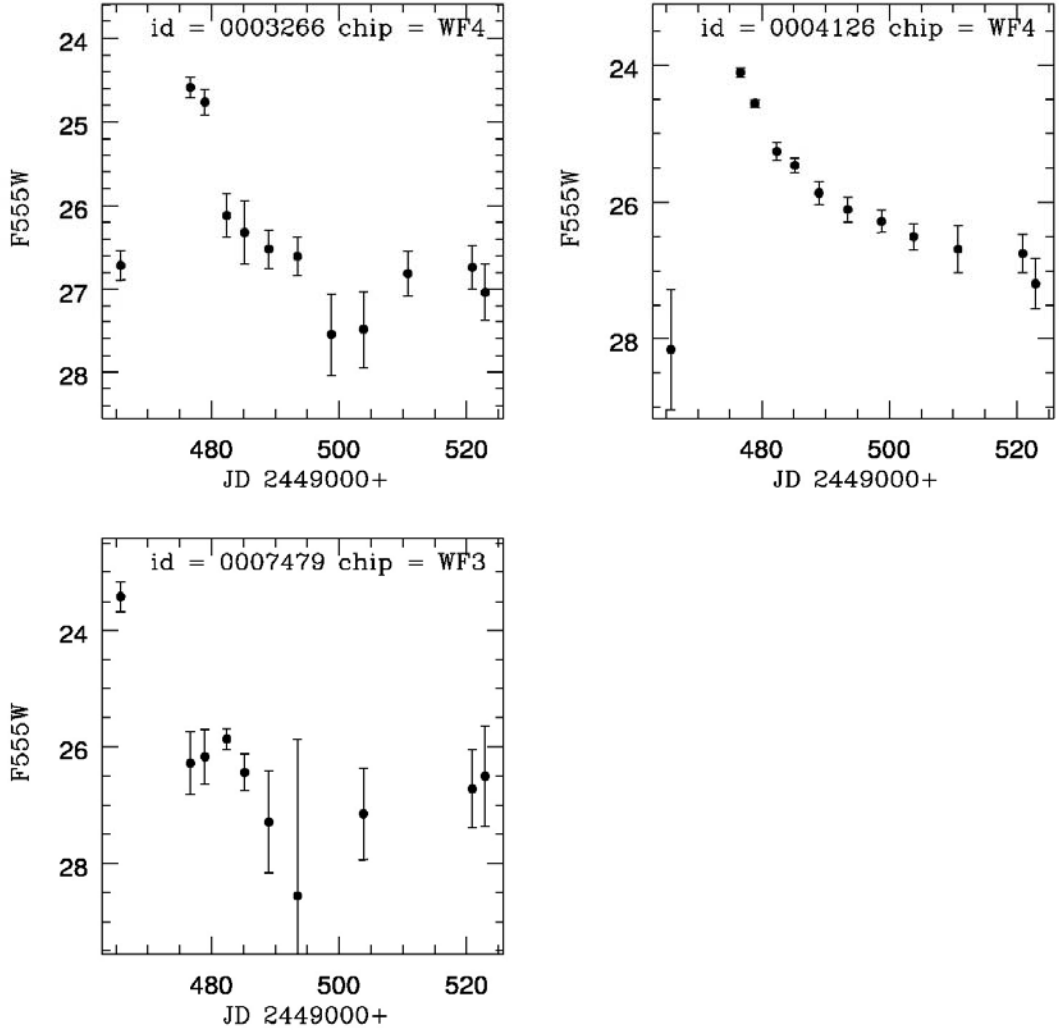 id = 0003266 chip = WF4
24
25
26
27
28
F555W
480
500
520
JD 2449000+
id = 0004126 chip = WF4
24
26
28
F555W
480
500
520
JD 2449000+
id = 0007479 chip = WF3
24
26
28
F555W
480
500
520
JD 2449000+